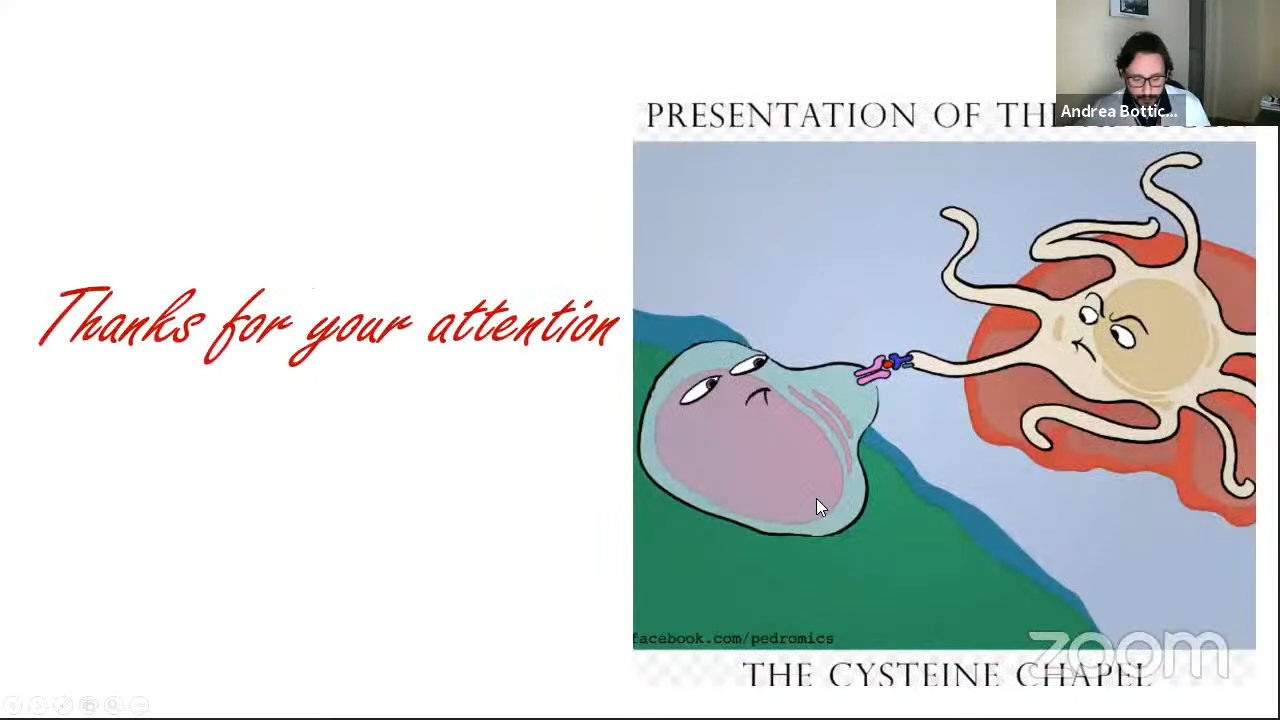 PRESENTATION OF TH
Andrea Bottic...
Thanks for your attention
facebook.com/pedromics
zoom
THE CYSTEINE CHAPEL